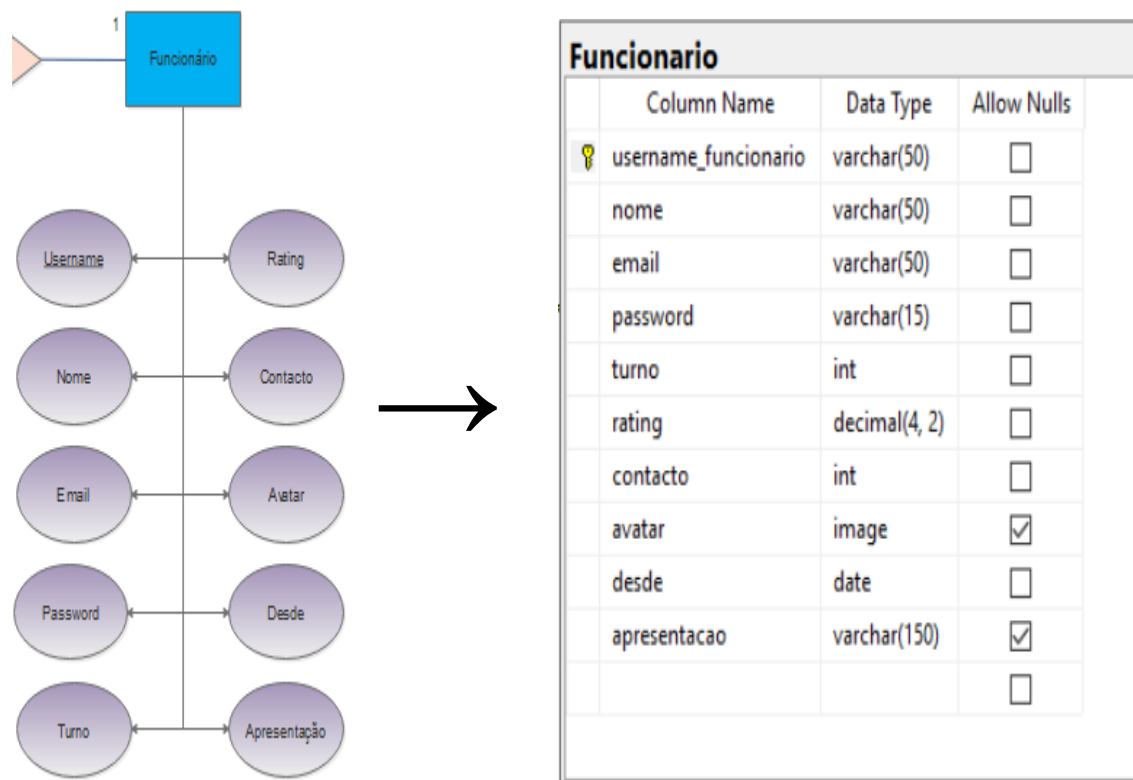 1
Funcionário
Username
Rating
Nome
Contacto
Email
Avatar
Password
Desde
Turno
Apresentação
Funcionario
Column Name Data Type Allow Nulls
username_funcionario varchar(50)
nome varchar(50)
email varchar(50)
password varchar(15)
turno int
rating decimal(4, 2)
contacto int
avatar image
desde date
apresentacao varchar(150)